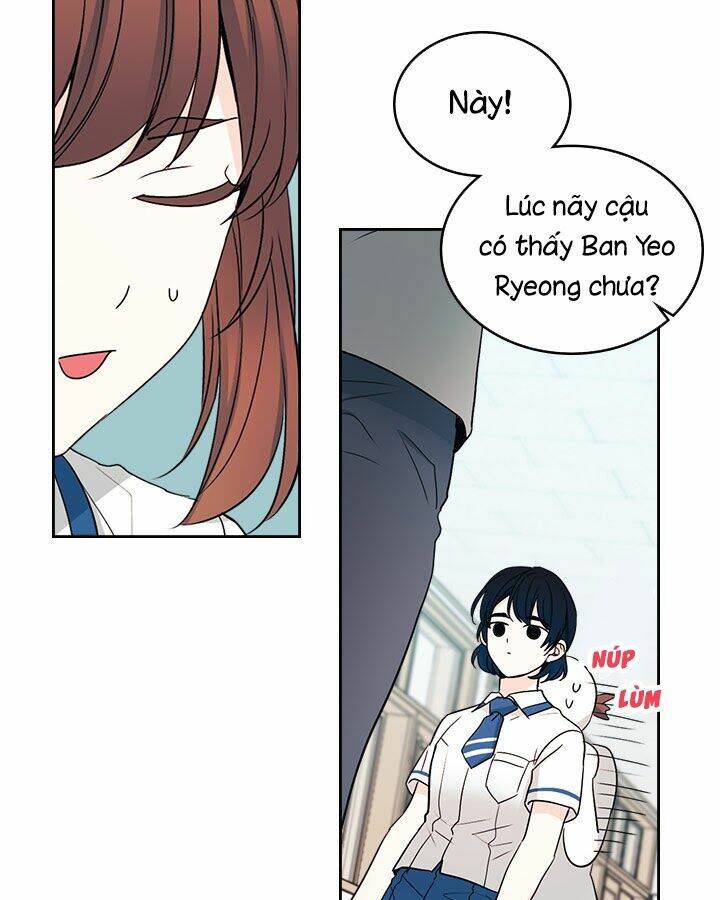 Này!
Lúc nãy cậu
có thấy Ban Yeo
Ryeong chưa?
NÚP
LÙM